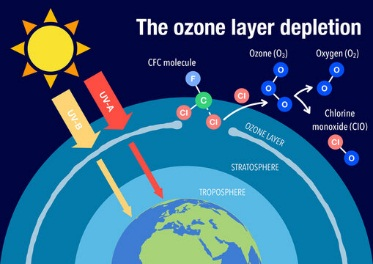 The ozone layer depletion
CFC molecule
Ozone (O₃)
Oxygen (O₂)
F
C
Cl
Cl
Cl
O
O
O
O
O
Chlorine
monoxide (ClO)
Cl
O
UV-A
UV-B
OZONE LAYER
STRATOSPHERE
TROPOSPHERE